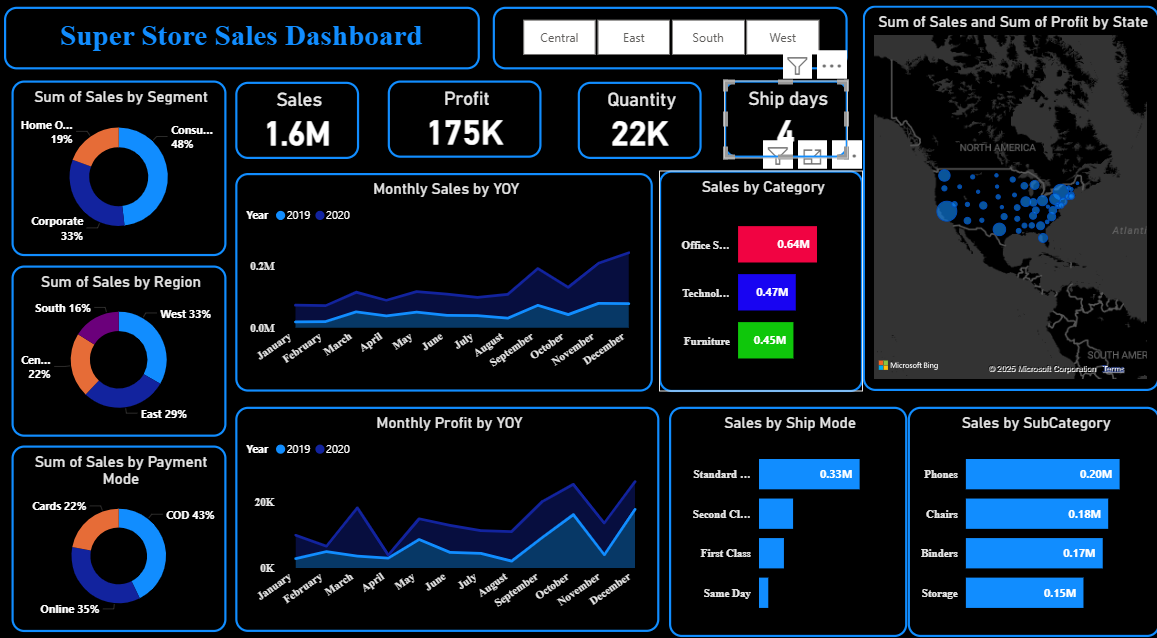 Super Store Sales Dashboard
Central
East
South
West
Sum of Sales and Sum of Profit by State
NORTH AMERICA
Atlanti
SOUTH AMER
Microsoft Bing
© 2025 Microsoft Corporation Terms
Sum of Sales by Segment
Home O...
19%
Consu...
48%
Corporate
33%
Sales
1.6M
Profit
175K
Quantity
22K
Ship days
4
Monthly Sales by YOY
Year 2019 2020
0.2M
0.0M
January
February
March
April
May
June
July
August
September
October
November
December
Sales by Category
Office S...
0.64M
Technol...
0.47M
Furniture
0.45M
Sum of Sales by Region
South 16%
West 33%
Cen...
22%
East 29%
Sum of Sales by Payment
Mode
Cards 22%
COD 43%
Online 35%
Monthly Profit by YOY
Year 2019 2020
20K
0K
January
February
March
April
May
June
July
August
September
October
November
December
Sales by Ship Mode
Standard ...
0.33M
Second Cl...
First Class
Same Day
Sales by SubCategory
Phones
0.20M
Chairs
0.18M
Binders
0.17M
Storage
0.15M